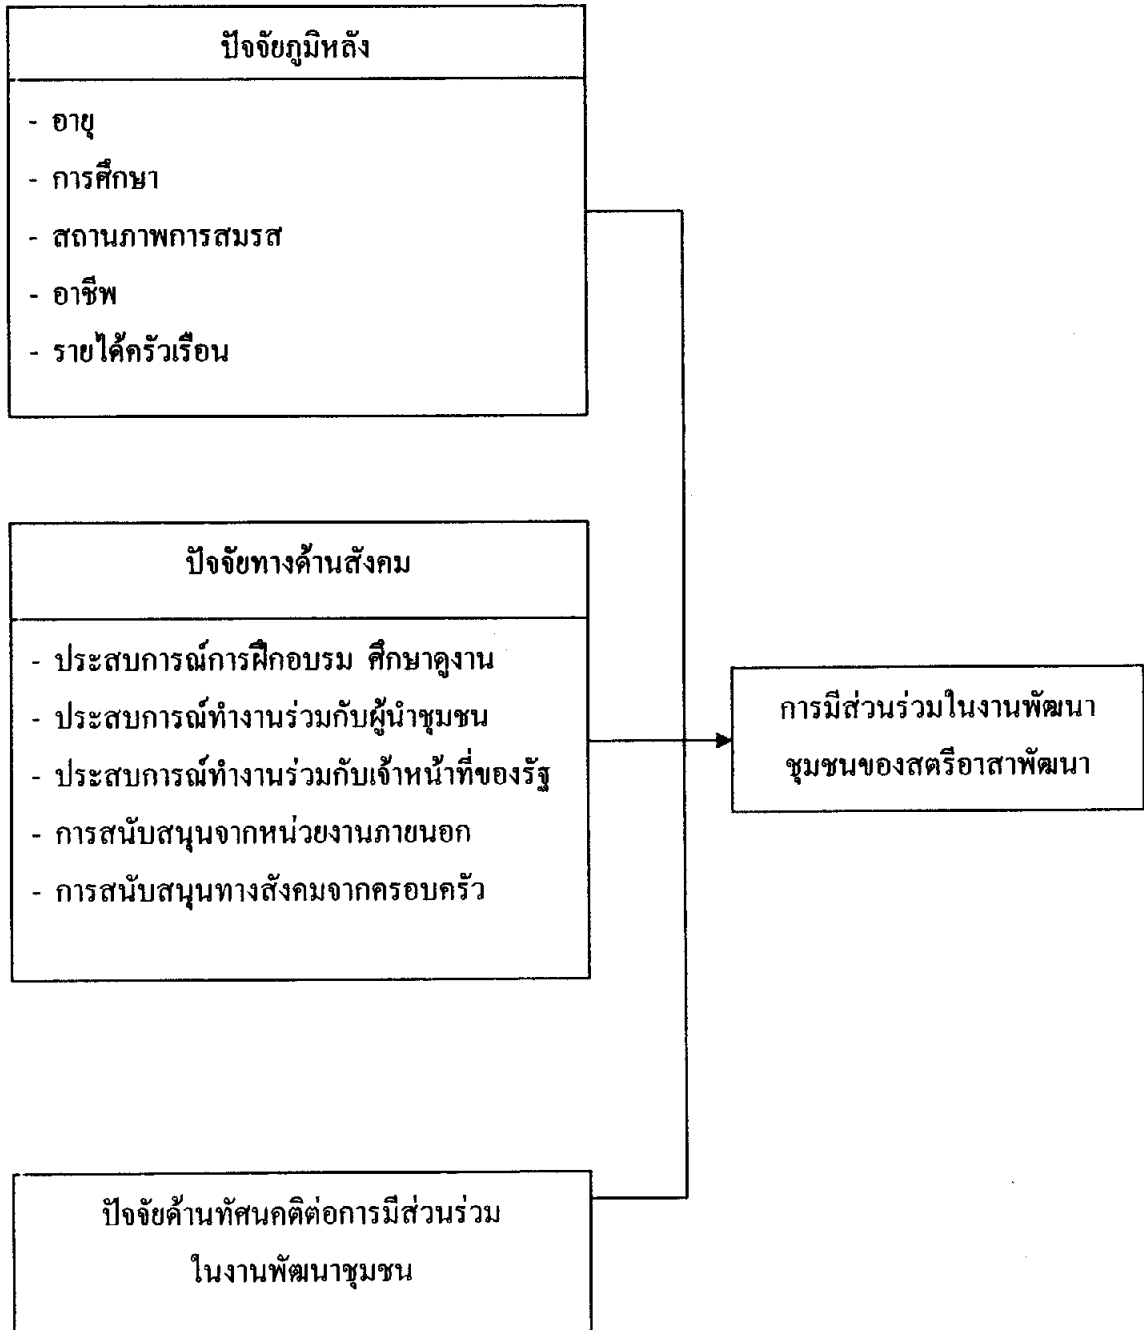 ปัจจัยภูมิหลัง
- อายุ
- การศึกษา
- สถานภาพการสมรส
- อาชีพ
- รายได้ครัวเรือน
ปัจจัยทางด้านสังคม
- ประสบการณ์การฝึกอบรม ศึกษาดูงาน
- ประสบการณ์ทำงานร่วมกับผู้นำชุมชน
- ประสบการณ์ทำงานร่วมกับเจ้าหน้าที่ของรัฐ
- การสนับสนุนจากหน่วยงานภายนอก
- การสนับสนุนทางสังคมจากครอบครัว
การมีส่วนร่วมในงานพัฒนา
ชุมชนของสตรีอาสาพัฒนา
ปัจจัยด้านทัศนคติต่อการมีส่วนร่วม
ในงานพัฒนาชุมชน